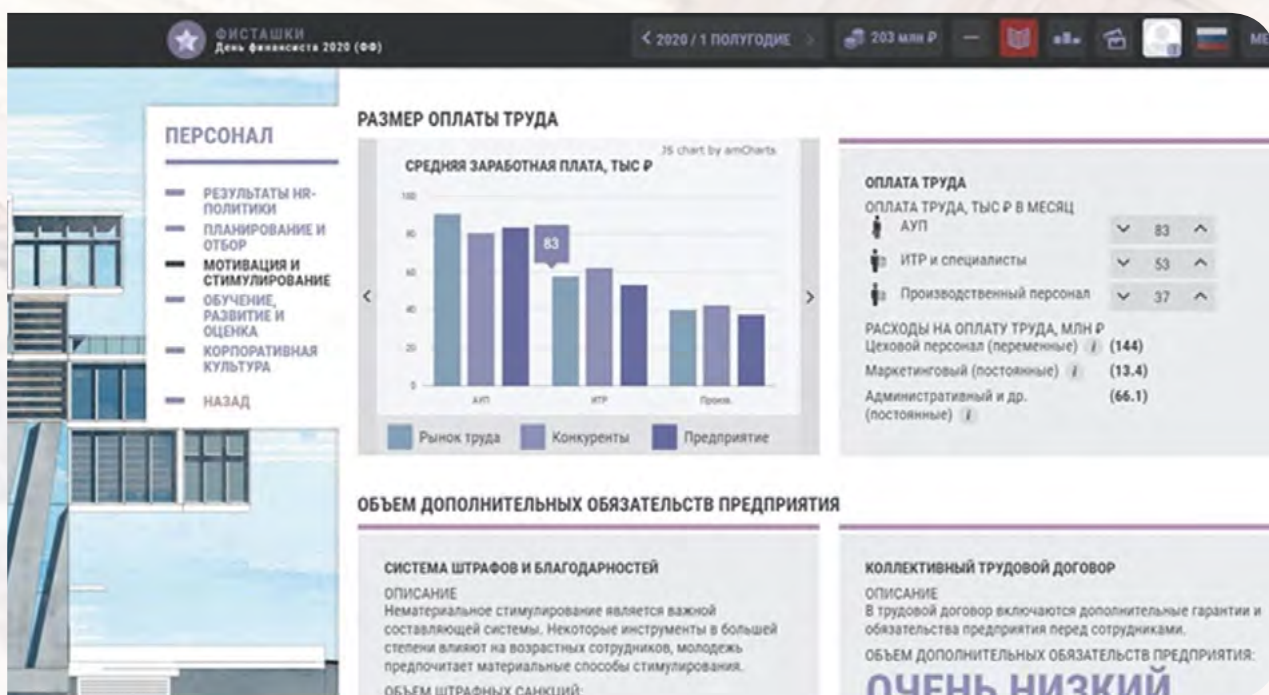 ФИСТАШКИ
День финансиста 2020 (ФФ)
< 2020 / 1 ПОЛУГОДИЕ >
203 млн ₽
ПЕРСОНАЛ
РЕЗУЛЬТАТЫ HR-
ПОЛИТИКИ
ПЛАНИРОВАНИЕ И
ОТБОР
МОТИВАЦИЯ И
СТИМУЛИРОВАНИЕ
ОБУЧЕНИЕ,
РАЗВИТИЕ И
ОЦЕНКА
КОРПОРАТИВНАЯ
КУЛЬТУРА
НАЗАД
РАЗМЕР ОПЛАТЫ ТРУДА
JS chart by amCharts
СРЕДНЯЯ ЗАРАБОТНАЯ ПЛАТА, ТЫС ₽
100
80
60
40
20
0
83
АУП
ИТР
Произв.
Рынок труда
Конкуренты
Предприятие
ОПЛАТА ТРУДА
ОПЛАТА ТРУДА, ТЫС ₽ В МЕСЯЦ
АУП 83
ИТР и специалисты 53
Производственный персонал 37
РАСХОДЫ НА ОПЛАТУ ТРУДА, МЛН ₽
Цеховой персонал (переменные) i (144)
Маркетинговый (постоянные) i (13.4)
Административный и др. (66.1)
(постоянные) i
ОБЪЕМ ДОПОЛНИТЕЛЬНЫХ ОБЯЗАТЕЛЬСТВ ПРЕДПРИЯТИЯ
СИСТЕМА ШТРАФОВ И БЛАГОДАРНОСТЕЙ
ОПИСАНИЕ
Нематериальное стимулирование является важной
составляющей системы. Некоторые инструменты в большей
степени влияют на возрастных сотрудников, молодежь
предпочитает материальные способы стимулирования.
ОБЪЕМ ШТРАФНЫХ САНКЦИЙ:
КОЛЛЕКТИВНЫЙ ТРУДОВОЙ ДОГОВОР
ОПИСАНИЕ
В трудовой договор включаются дополнительные гарантии и
обязательства предприятия перед сотрудниками.
ОБЪЕМ ДОПОЛНИТЕЛЬНЫХ ОБЯЗАТЕЛЬСТВ ПРЕДПРИЯТИЯ:
ОЧЕНЬ НИЗКИЙ